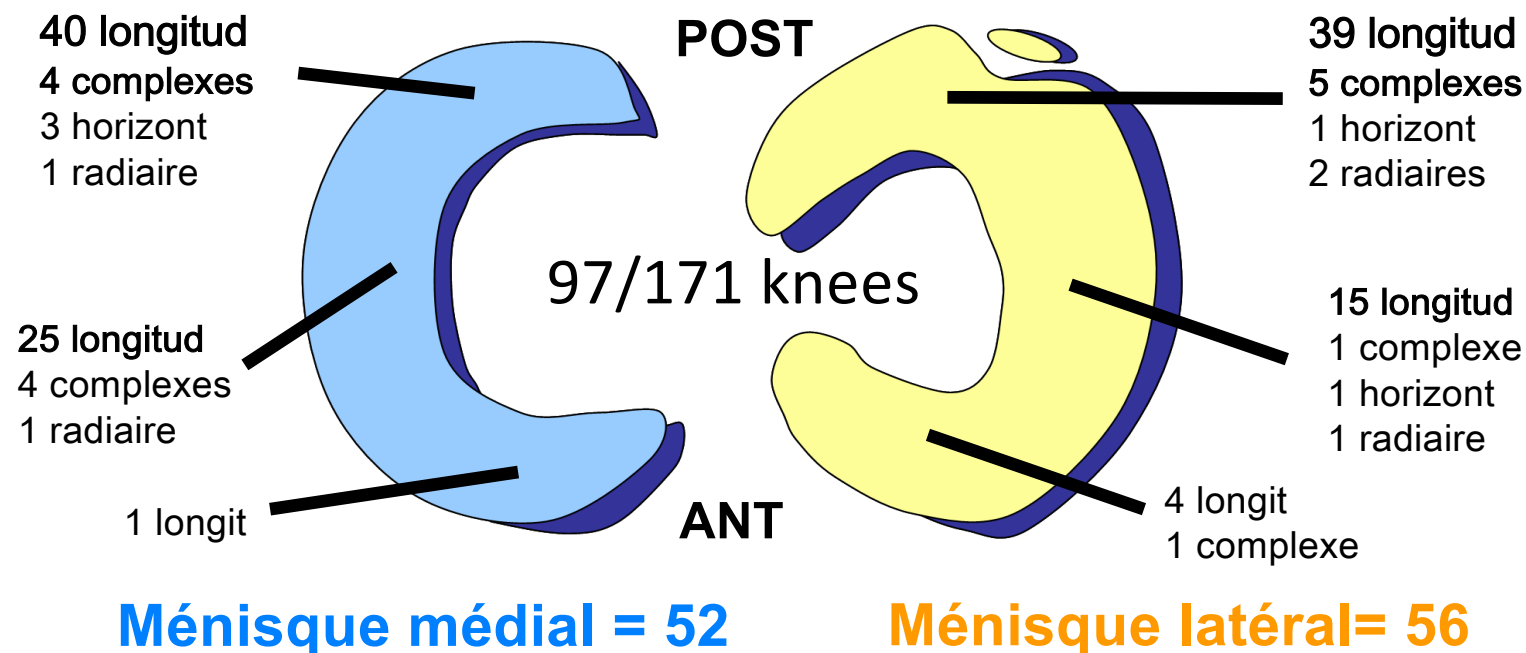 40 longitud
4 complexes
3 horizont
1 radiaire
POST
39 longitud
5 complexes
1 horizont
2 radiaires
97/171 knees
25 longitud
4 complexes
1 radiaire
15 longitud
1 complexe
1 horizont
1 radiaire
1 longit
ANT
4 longit
1 complexe
Ménisque médial = 52
Ménisque latéral= 56